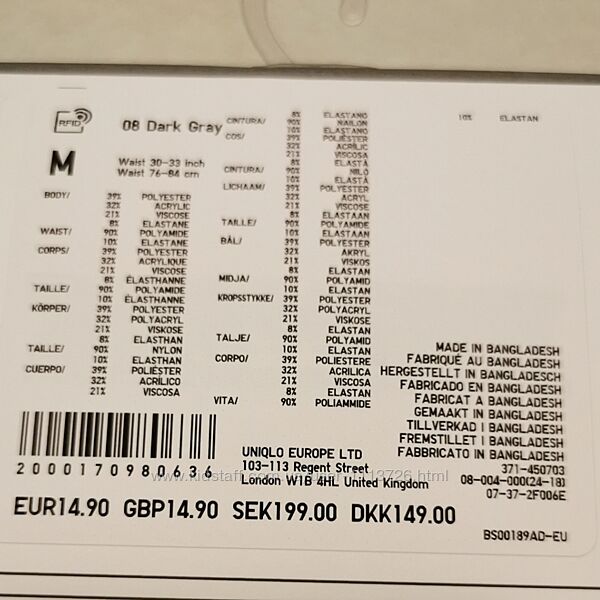 RFID
08 Dark Gray
M
Waist 30-33 inch
Waist 76-84 cm
BODY/ 39% POLYESTER
32% ACRYLIC
21% VISCOSE
8% ELASTANE
WAIST/ 90% POLYAMIDE
10% ELASTANE
CORPS/ 39% POLYESTER
32% ACRYLIQUE
21% VISCOSE
8% ÉLASTHANNE
TAILLE/ 90% POLYAMIDE
10% ÉLASTHANNE
KÖRPER/ 39% POLYESTER
32% POLYACRYL
21% VISKOSE
8% ELASTHAN
TAILLE/ 90% NYLON
10% ELASTHAN
CUERPO/ 39% POLIÉSTER
32% ACRÍLICO
21% VISCOSA
8% ELASTANO
CINTURA/ 90% NAILON
10% ELASTANO
COS/ 39% POLIÈSTER
32% ACRÍLIC
21% VISCOSA
8% ELASTÀ
CINTURA/ 90% NILÓ
10% ELASTÀ
LICHAAM/ 39% POLYESTER
32% ACRYL
21% VISCOSE
8% ELASTAAN
TAILLE/ 90% POLYAMIDE
10% ELASTAAN
BÅL/ 39% POLYESTER
32% AKRYL
21% VISKOS
8% ELASTAN
MIDJA/ 90% POLYAMID
10% ELASTAN
KROPSSTYKKE/ 39% POLYESTER
32% POLYACRYL
21% VISKOSE
8% ELASTAN
TALJE/ 90% POLYAMID
10% ELASTAN
CORPO/ 39% POLIESTERE
32% ACRILICA
21% VISCOSA
8% ELASTAN
VITA/ 90% POLIAMMIDE
10% ELASTAN
MADE IN BANGLADESH
FABRIQUÉ AU BANGLADESH
HERGESTELLT IN BANGLADESCH
FABRICADO EN BANGLADESH
FABRICAT A BANGLADESH
GEMAAKT IN BANGLADESH
TILLVERKAD I BANGLADESH
FREMSTILLET I BANGLADESH
FABBRICATO IN BANGLADESH
371-450703
08-004-000(24-18)
07-37-2F006E
2000170980636
UNIQLO EUROPE LTD
103-113 Regent Street
London W1B 4HL United Kingdom
EUR14.90 GBP14.90 SEK199.00 DKK149.00
BS00189AD-EU